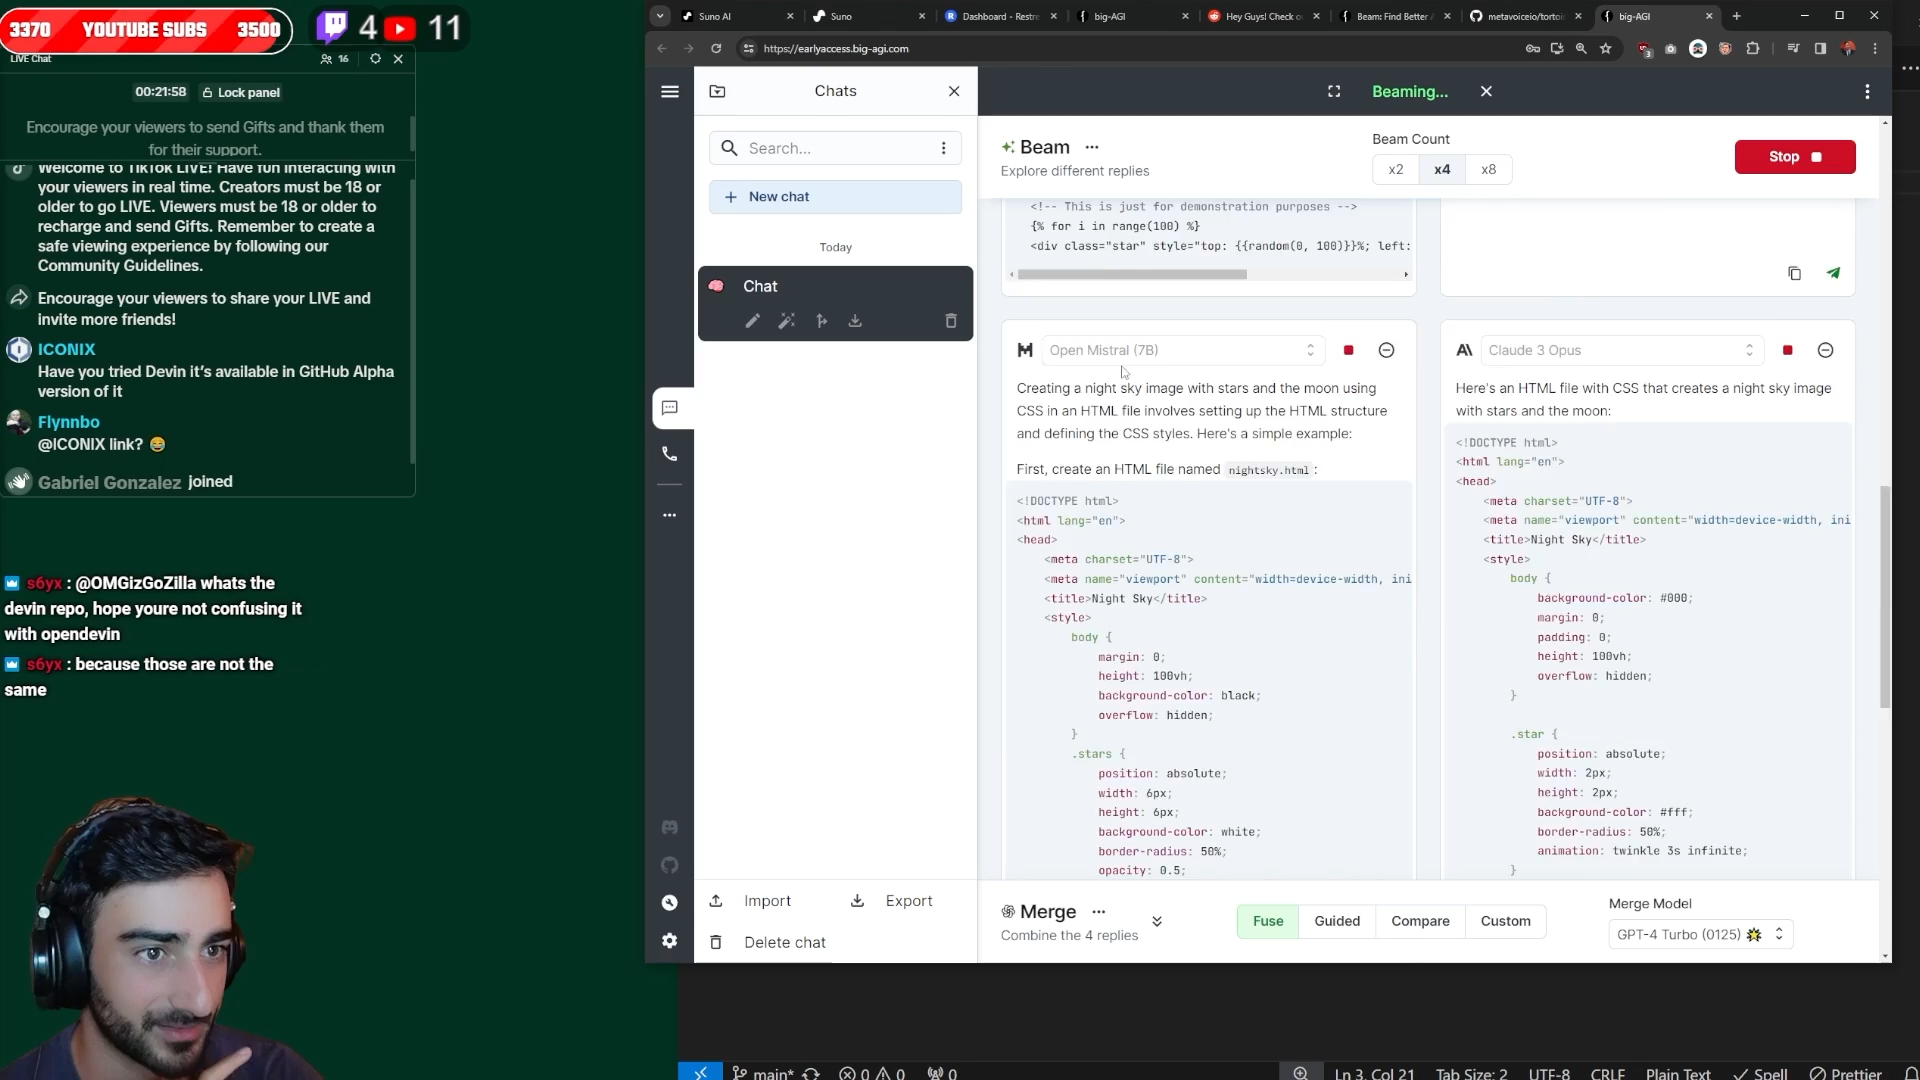 3370 YOUTUBE SUBS 3500
4
11
LIVE Chat
16
00:21:58 Lock panel
Encourage your viewers to send Gifts and thank them
for their support.
Welcome to TikTok LIVE! Have fun interacting with
your viewers in real time. Creators must be 18 or
older to go LIVE. Viewers must be 18 or older to
recharge and send Gifts. Remember to create a
safe viewing experience by following our
Community Guidelines.
Encourage your viewers to share your LIVE and
invite more friends!
ICONIX
Have you tried Devin it's available in GitHub Alpha
version of it
Flynnbo
@ICONIX link? 😂
Gabriel Gonzalez joined
s6yx : @OMGizGoZilla whats the
devin repo, hope youre not confusing it
with opendevin
s6yx : because those are not the
same
Suno AI
Suno
Dashboard - Restre
big-AGI
Hey Guys! Check o
Beam: Find Better
metavoiceio/tortoi
big-AGI
https://earlyaccess.big-agi.com
3
Chats
Search...
New chat
Today
Chat
Import
Export
Delete chat
Beaming...
Beam ...
Explore different replies
Beam Count
x2 x4 x8
Stop
<!-- This is just for demonstration purposes -->
{% for i in range(100) %}
<div class="star" style="top: {{random(0, 100)}}%; left:
Open Mistral (7B)
Creating a night sky image with stars and the moon using
CSS in an HTML file involves setting up the HTML structure
and defining the CSS styles. Here's a simple example:
First, create an HTML file named nightsky.html :
<!DOCTYPE html>
<html lang="en">
<head>
<meta charset="UTF-8">
<meta name="viewport" content="width=device-width, ini
<title>Night Sky</title>
<style>
body {
margin: 0;
height: 100vh;
background-color: black;
overflow: hidden;
}
.stars {
position: absolute;
width: 6px;
height: 6px;
background-color: white;
border-radius: 50%;
opacity: 0.5;
Claude 3 Opus
Here's an HTML file with CSS that creates a night sky image
with stars and the moon:
<!DOCTYPE html>
<html lang="en">
<head>
<meta charset="UTF-8">
<meta name="viewport" content="width=device-width, ini
<title>Night Sky</title>
<style>
body {
background-color: #000;
margin: 0;
padding: 0;
height: 100vh;
overflow: hidden;
}
.star {
position: absolute;
width: 2px;
height: 2px;
background-color: #fff;
border-radius: 50%;
animation: twinkle 3s infinite;
}
Merge ...
Combine the 4 replies
Fuse Guided Compare Custom
Merge Model
GPT-4 Turbo (0125) 🌟
main* 0 0 0 Ln 3, Col 21 Tab Size: 2 UTF-8 CRLF Plain Text Spell Prettier